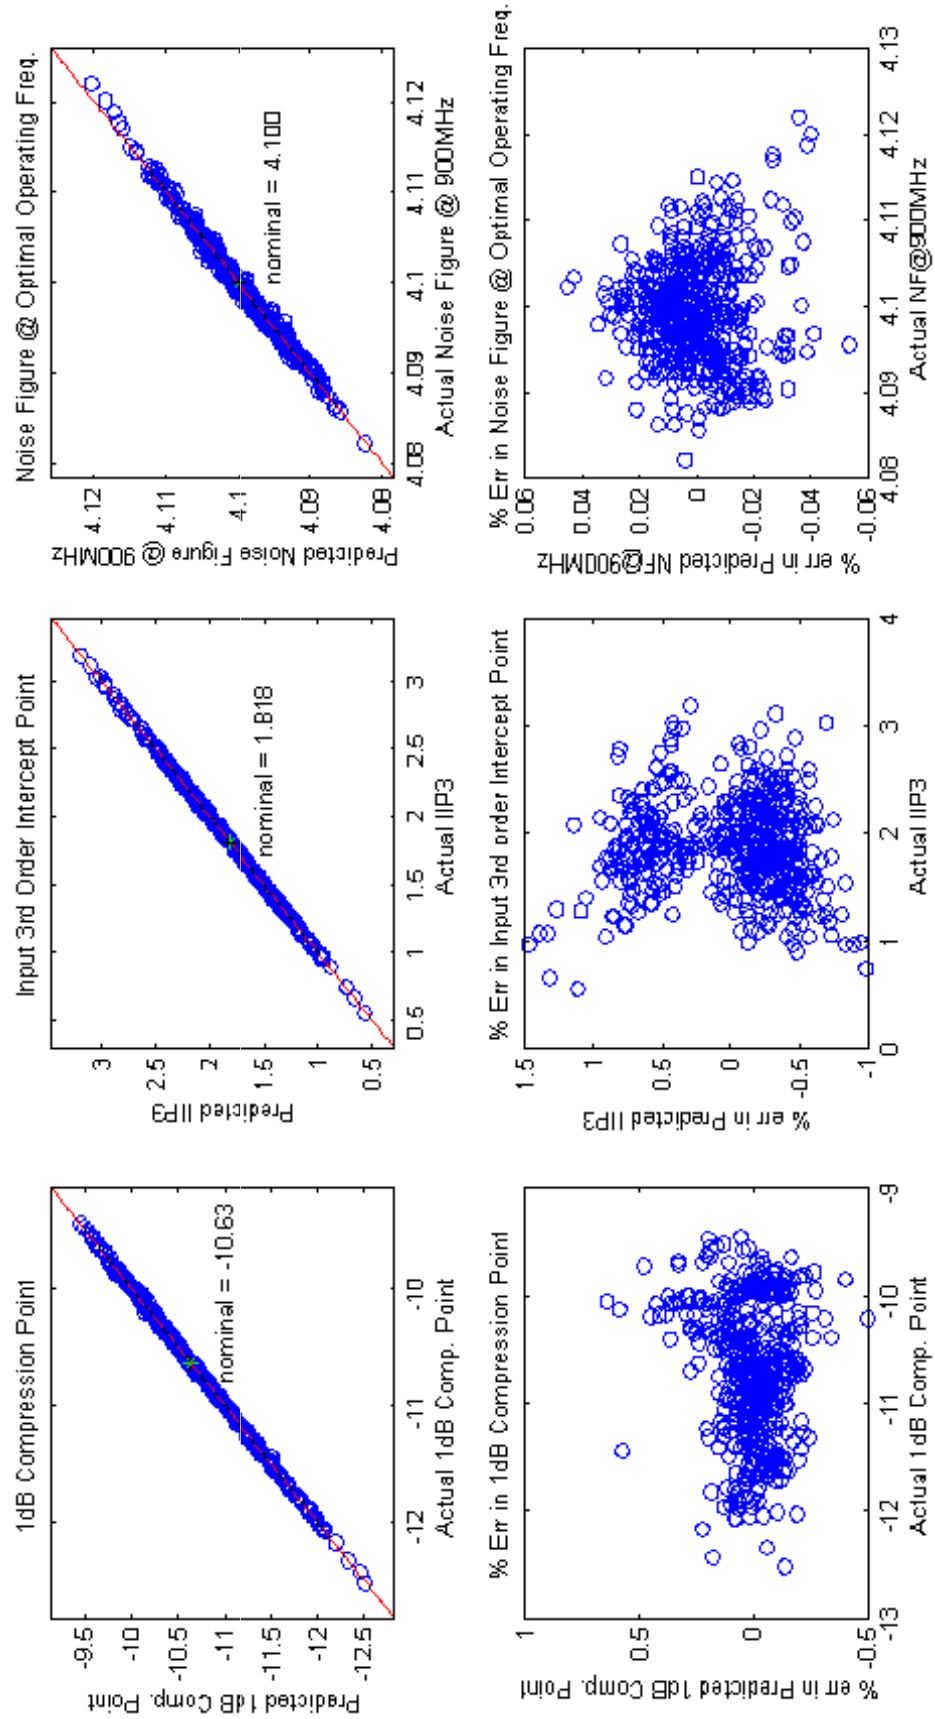 1dB Compression Point
Predicted 1dB Comp. Point
-9.5
-10
-10.5
-11
-11.5
-12
-12.5
nominal = -10.63
-12 -11 -10
Actual 1dB Comp. Point
Input 3rd Order Intercept Point
Predicted IIP3
3
2.5
2
1.5
1
0.5
nominal = 1.818
0.5 1 1.5 2 2.5 3
Actual IIP3
Noise Figure @ Optimal Operating Freq.
Predicted Noise Figure @ 900MHz
4.12
4.11
4.1
4.09
4.08
nominal = 4.100
4.08 4.09 4.1 4.11 4.12
Actual Noise Figure @ 900MHz
% Err in 1dB Compression Point
% err in Predicted 1dB Comp. Point
1
0.5
0
-0.5
-13 -12 -11 -10 -9
Actual 1dB Comp. Point
% Err in Input 3rd order Intercept Point
% err in Predicted IIP3
1.5
1
0.5
0
-0.5
-1
0 1 2 3 4
Actual IIP3
% Err in Noise Figure @ Optimal Operating Freq.
% err in Predicted NF@900MHz
0.06
0.04
0.02
0
-0.02
-0.04
-0.06
4.08 4.09 4.1 4.11 4.12 4.13
Actual NF@900MHz